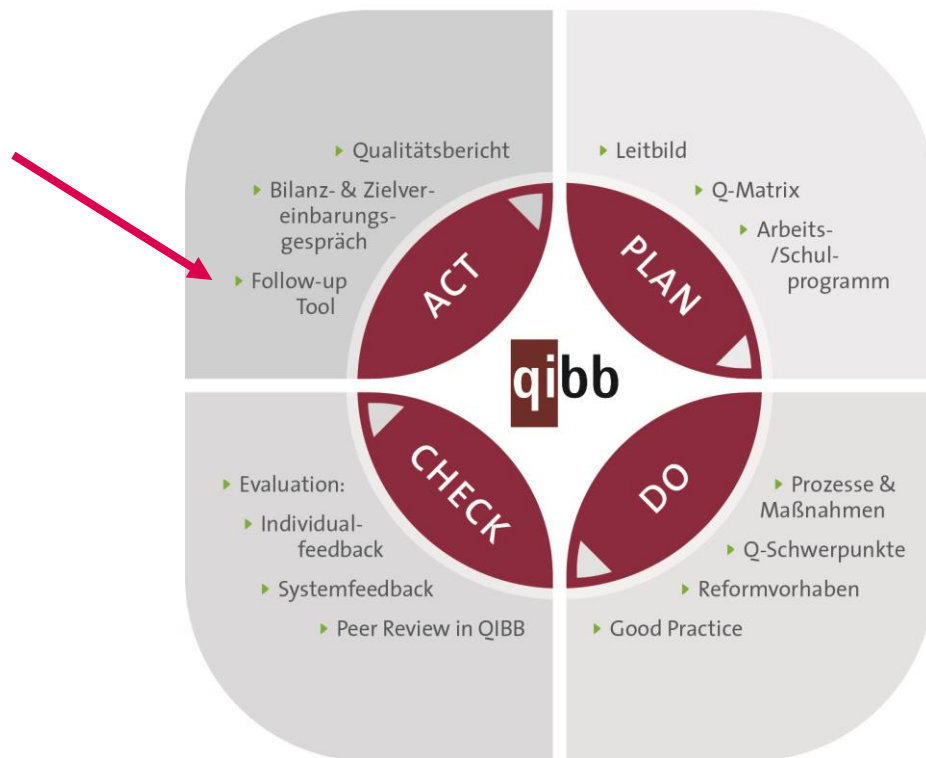 Qualitätsbericht
Bilanz- & Zielver-
einbarungs-
gespräch
Follow-up
Tool
ACT
Leitbild
Q-Matrix
Arbeits-
/Schul-
programm
PLAN
qibb
Evaluation:
Individual-
feedback
Systemfeedback
Peer Review in QIBB
CHECK
DO
Prozesse &
Maßnahmen
Q-Schwerpunkte
Reformvorhaben
Good Practice